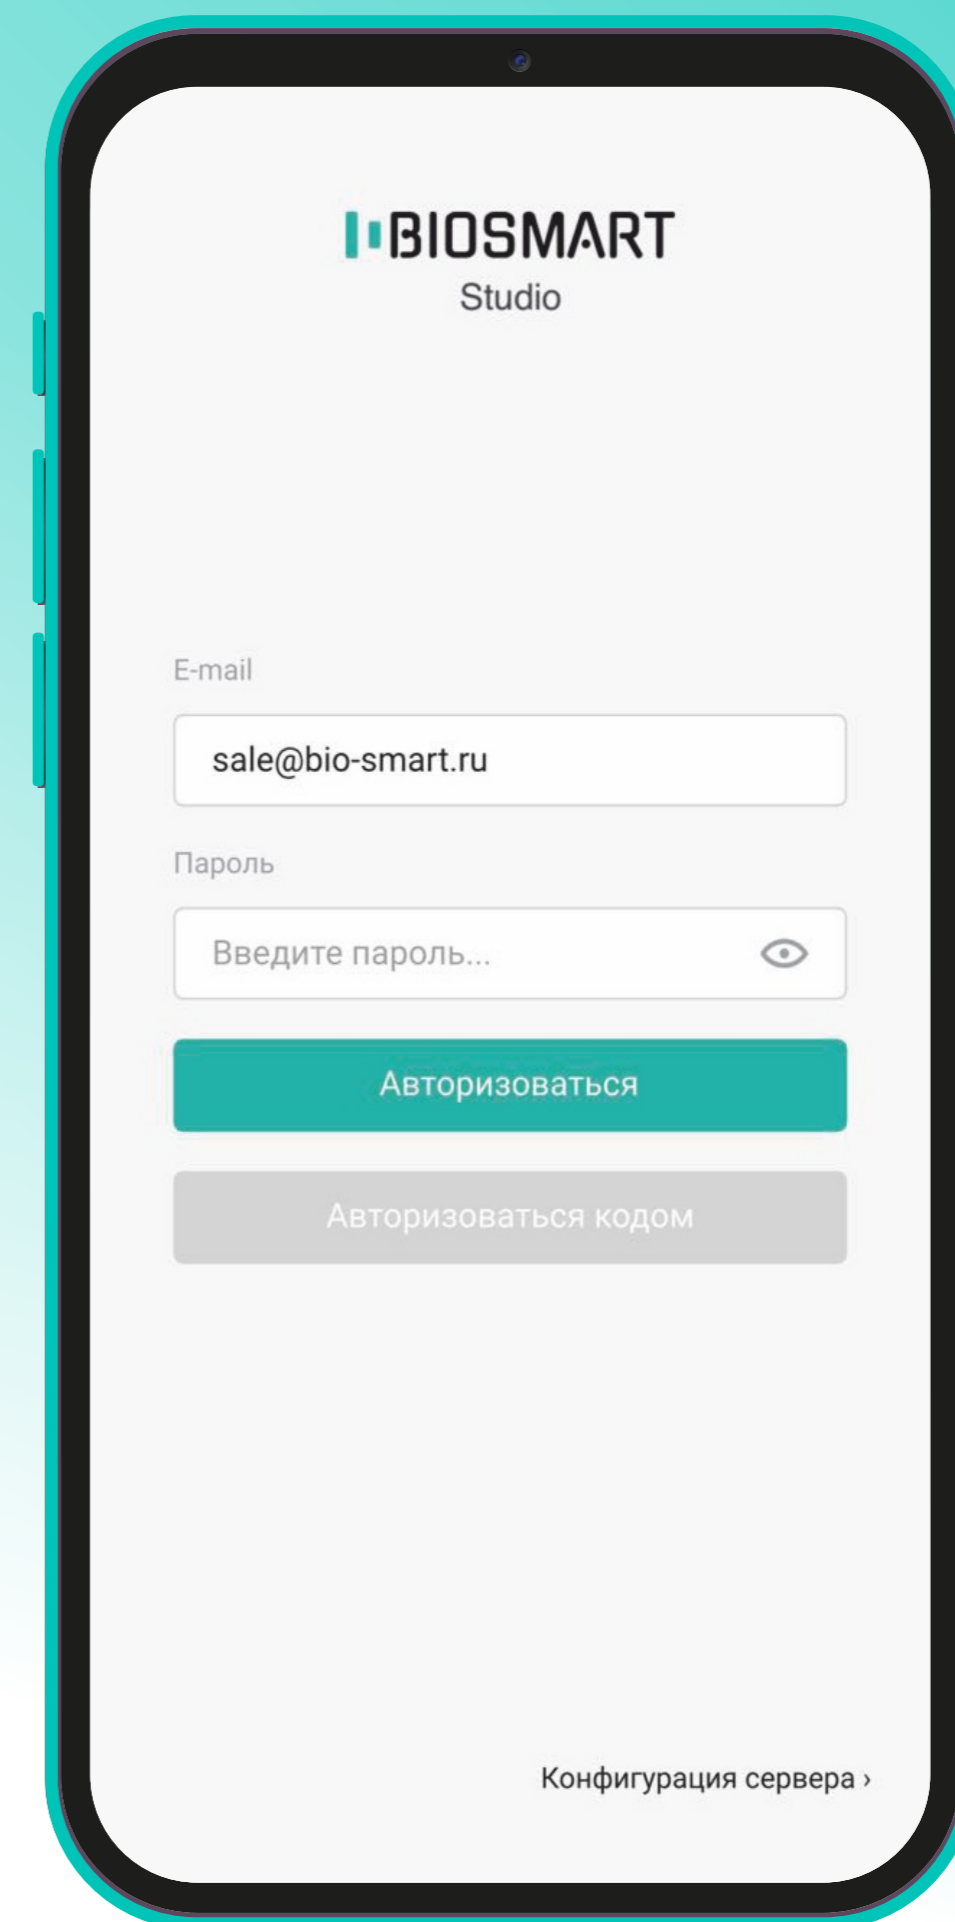 BIOSMART
Studio
E-mail
sale@bio-smart.ru
Пароль
Введите пароль...
Авторизоваться
Авторизоваться кодом
Конфигурация сервера ›